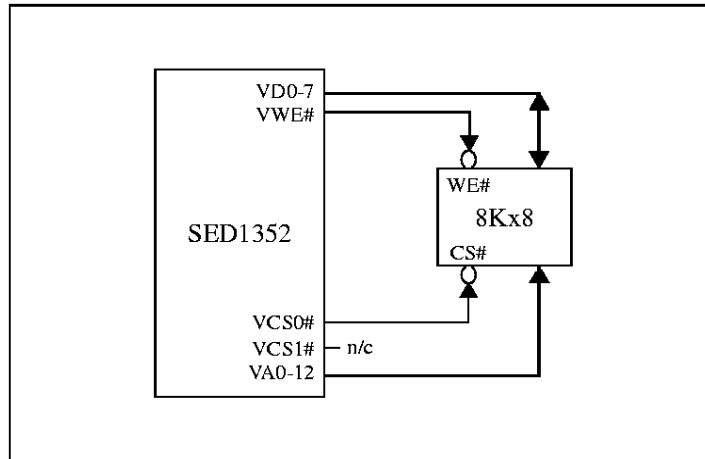 VD0-7
VWE#
WE#
8Kx8
SED1352
CS#
VCS0#
VCS1# n/c
VA0-12